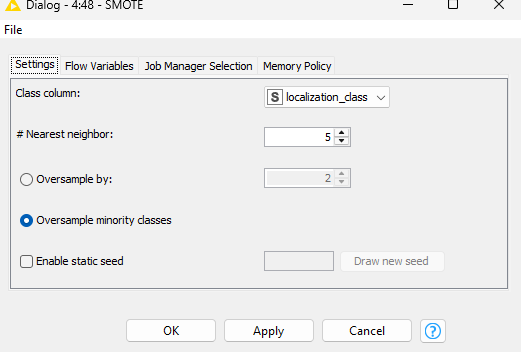 Dialog - 4:48 - SMOTE
File
Settings Flow Variables Job Manager Selection Memory Policy
Class column: S localization_class
# Nearest neighbor: 5
Oversample by: 2
Oversample minority classes
Enable static seed Draw new seed
OK Apply Cancel ?